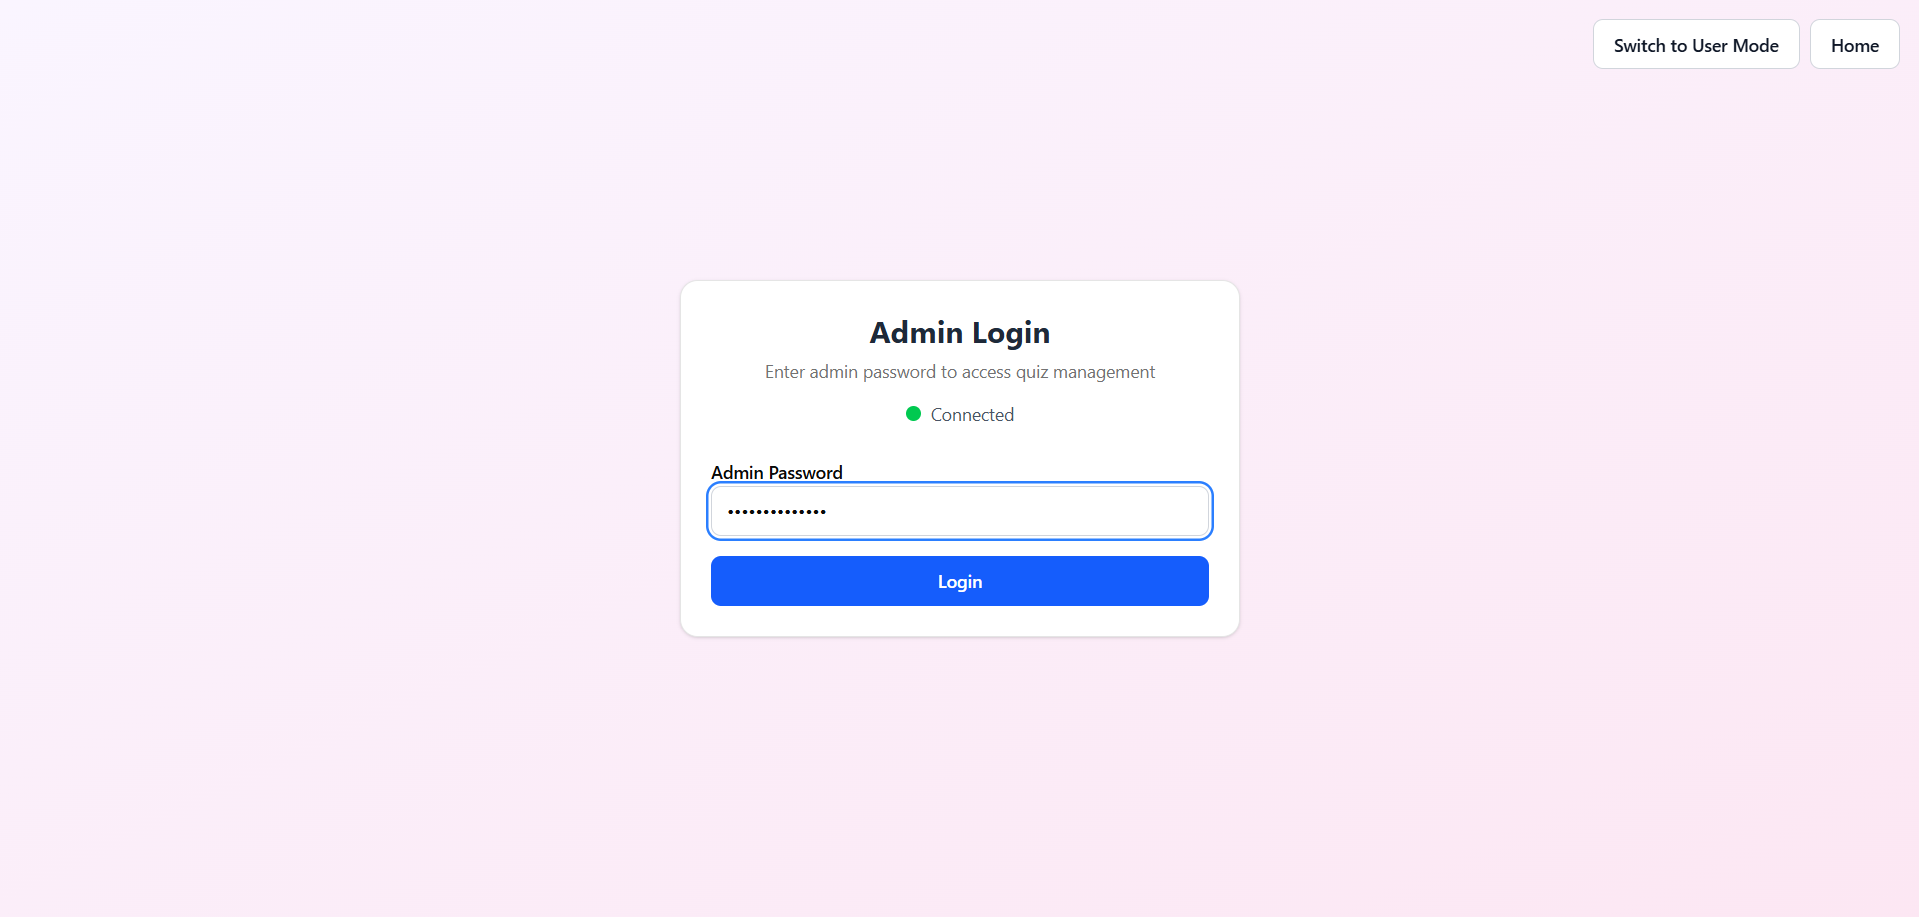 Switch to User Mode
Home
Admin Login
Enter admin password to access quiz management
Connected
Admin Password
••••••••••••••
Login